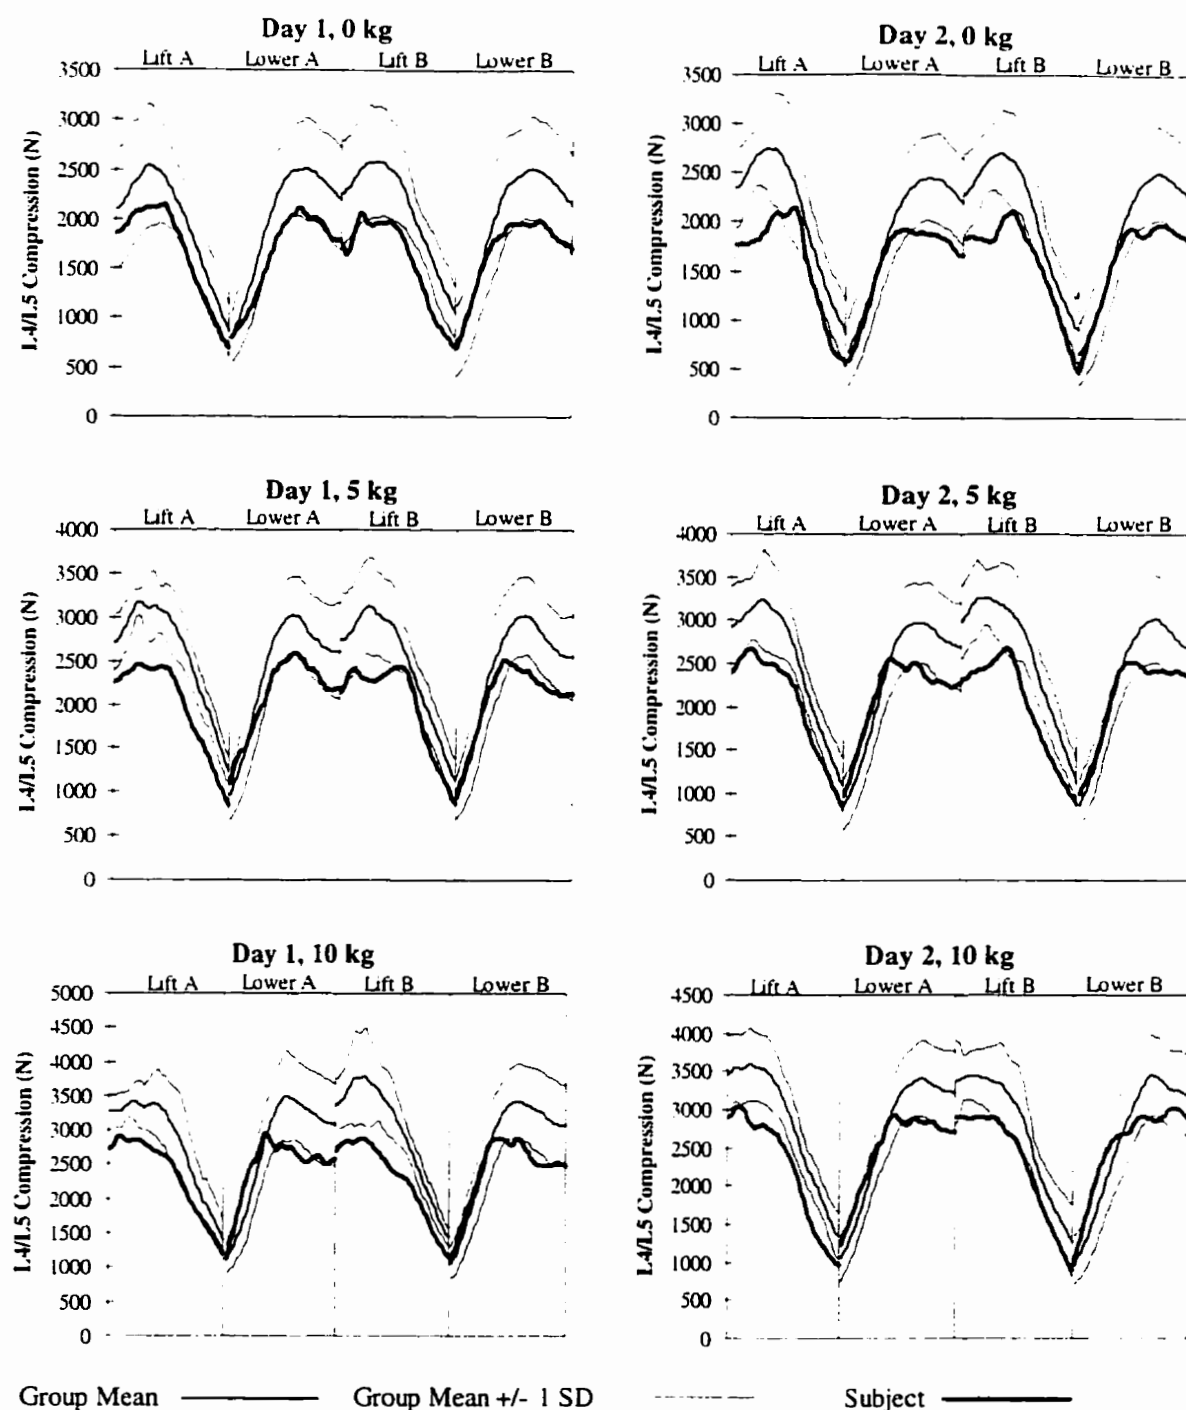 Day 1, 0 kg
Lift A Lower A Lift B Lower B
3500
3000
2500
2000
1500
1000
500
0
L4/L5 Compression (N)
Day 2, 0 kg
Lift A Lower A Lift B Lower B
3500
3000
2500
2000
1500
1000
500
0
L4/L5 Compression (N)
Day 1, 5 kg
Lift A Lower A Lift B Lower B
4000
3500
3000
2500
2000
1500
1000
500
0
L4/L5 Compression (N)
Day 2, 5 kg
Lift A Lower A Lift B Lower B
4000
3500
3000
2500
2000
1500
1000
500
0
L4/L5 Compression (N)
Day 1, 10 kg
Lift A Lower A Lift B Lower B
5000
4500
4000
3500
3000
2500
2000
1500
1000
500
0
L4/L5 Compression (N)
Day 2, 10 kg
Lift A Lower A Lift B Lower B
4500
4000
3500
3000
2500
2000
1500
1000
500
0
L4/L5 Compression (N)
Group Mean Group Mean +/- 1 SD Subject